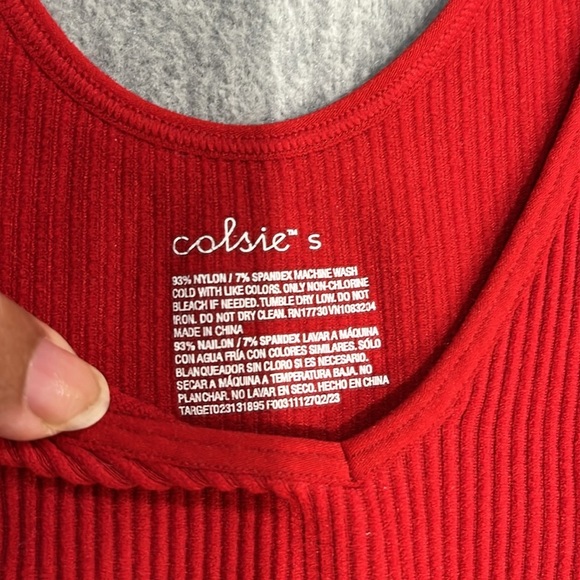 colsie™ S
93% NYLON / 7% SPANDEX MACHINE WASH
COLD WITH LIKE COLORS. ONLY NON-CHLORINE
BLEACH IF NEEDED. TUMBLE DRY LOW. DO NOT
IRON. DO NOT DRY CLEAN. RN17730 VN1083204
MADE IN CHINA
93% NAILON / 7% SPANDEX LAVAR A MÁQUINA
CON AGUA FRÍA CON COLORES SIMILARES. SÓLO
BLANQUEADOR SIN CLORO SI ES NECESARIO.
SECAR A MÁQUINA A TEMPERATURA BAJA. NO
PLANCHAR. NO LAVAR EN SECO. HECHO EN CHINA
TARGET023131895 F0031112702/23